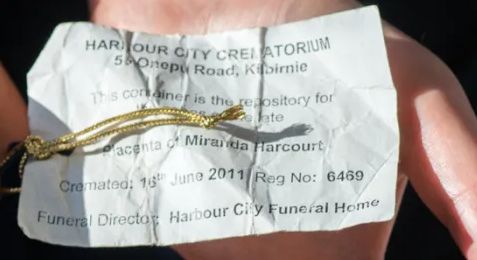 HARBOUR CITY CREMATORIUM
55 Onepu Road, Kilbirnie
This container is the repository for
late
Placenta of Miranda Harcourt
Cremated: 16th June 2011 Reg No: 6469
Funeral Director: Harbour City Funeral Home